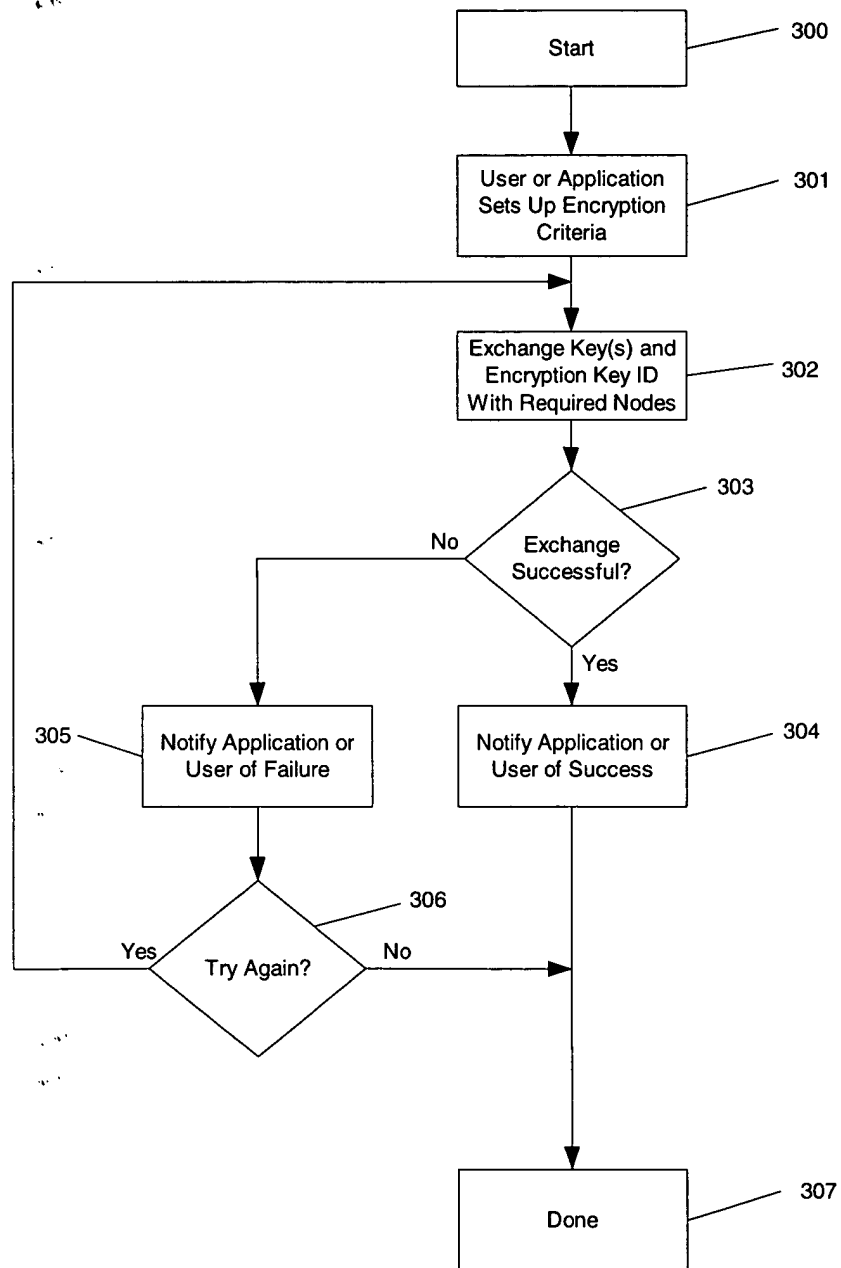 Start
300
User or Application
Sets Up Encryption
Criteria
301
Exchange Key(s) and
Encryption Key ID
With Required Nodes
302
303
Exchange
Successful?
No
Yes
305
Notify Application or
User of Failure
Notify Application or
User of Success
304
306
Try Again?
Yes
No
Done
307